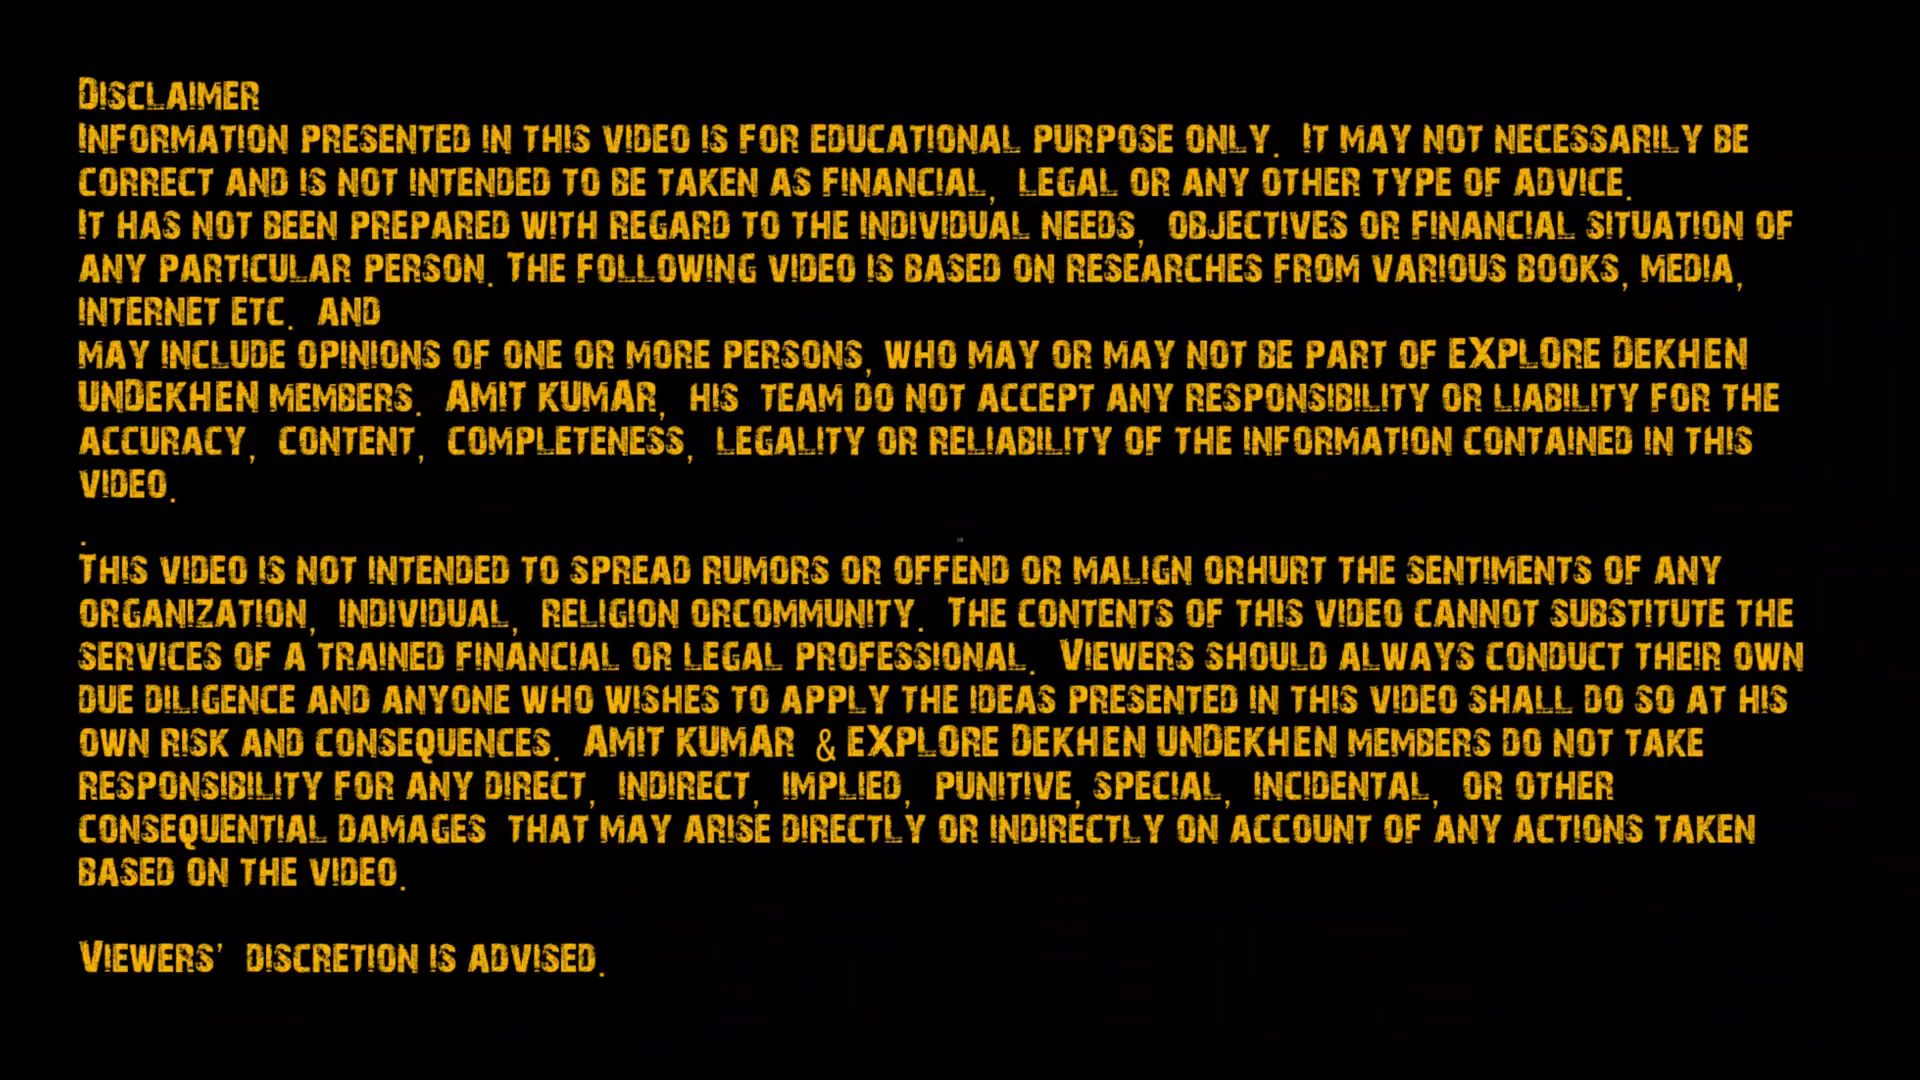 Disclaimer
Information presented in this video is for educational purpose only. It may not necessarily be
correct and is not intended to be taken as financial, legal or any other type of advice.
It has not been prepared with regard to the individual needs, objectives or financial situation of
any particular person. The following video is based on researches from various books, media,
internet etc. and
may include opinions of one or more persons, who may or may not be part of EXPLORE DEKHEN
UNDEKHEN members. AMIT KUMAR, his team do not accept any responsibility or liability for the
accuracy, content, completeness, legality or reliability of the information contained in this
video.
.
This video is not intended to spread rumors or offend or malign orhurt the sentiments of any
organization, individual, religion orcommunity. The contents of this video cannot substitute the
services of a trained financial or legal professional. Viewers should always conduct their own
due diligence and anyone who wishes to apply the ideas presented in this video shall do so at his
own risk and consequences. AMIT KUMAR & EXPLORE DEKHEN UNDEKHEN members do not take
responsibility for any direct, indirect, implied, punitive, special, incidental, or other
consequential damages that may arise directly or indirectly on account of any actions taken
based on the video.
Viewers' discretion is advised.